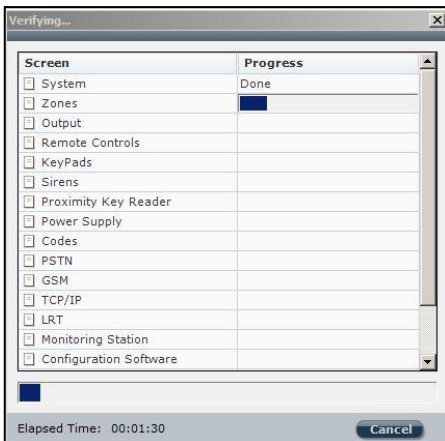 Verifying...
Screen Progress
System Done
Zones
Output
Remote Controls
KeyPads
Sirens
Proximity Key Reader
Power Supply
Codes
PSTN
GSM
TCP/IP
LRT
Monitoring Station
Configuration Software
Elapsed Time: 00:01:30 Cancel